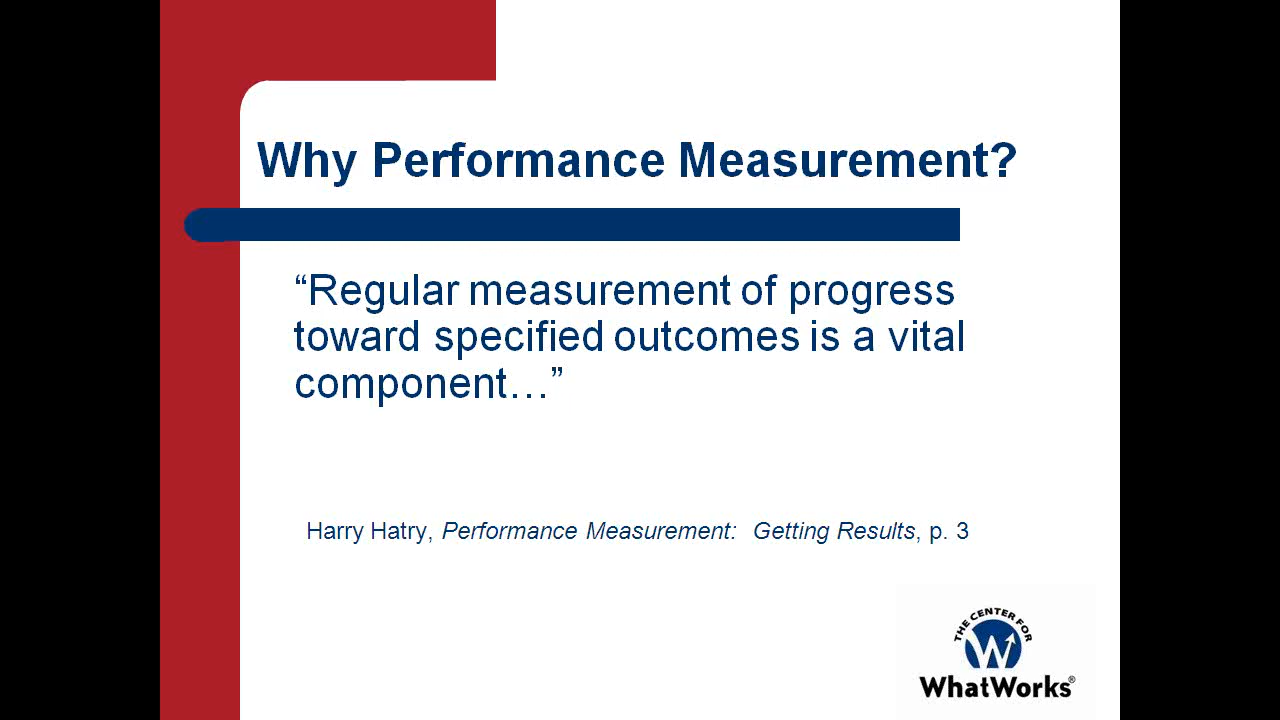 Why Performance Measurement?
“Regular measurement of progress
toward specified outcomes is a vital
component…”
Harry Hatry, Performance Measurement:  Getting Results, p. 3
THE CENTER FOR
W
WhatWorks®